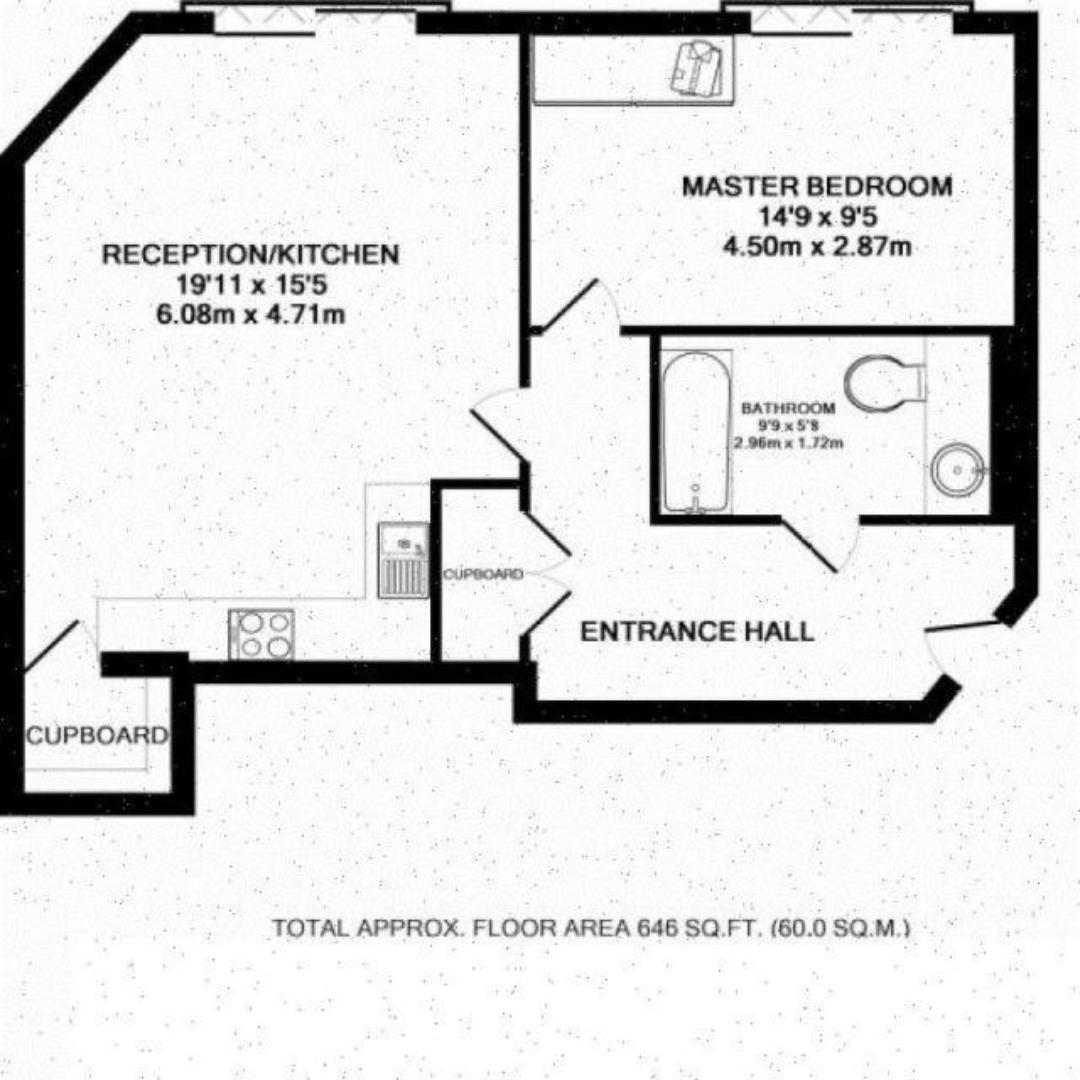 MASTER BEDROOM
14'9 x 9'5
4.50m x 2.87m
RECEPTION/KITCHEN
19'11 x 15'5
6.08m x 4.71m
BATHROOM
9'9 x 5'8
2.96m x 1.72m
CUPBOARD
ENTRANCE HALL
CUPBOARD
TOTAL APPROX. FLOOR AREA 646 SQ.FT. (60.0 SQ.M.)